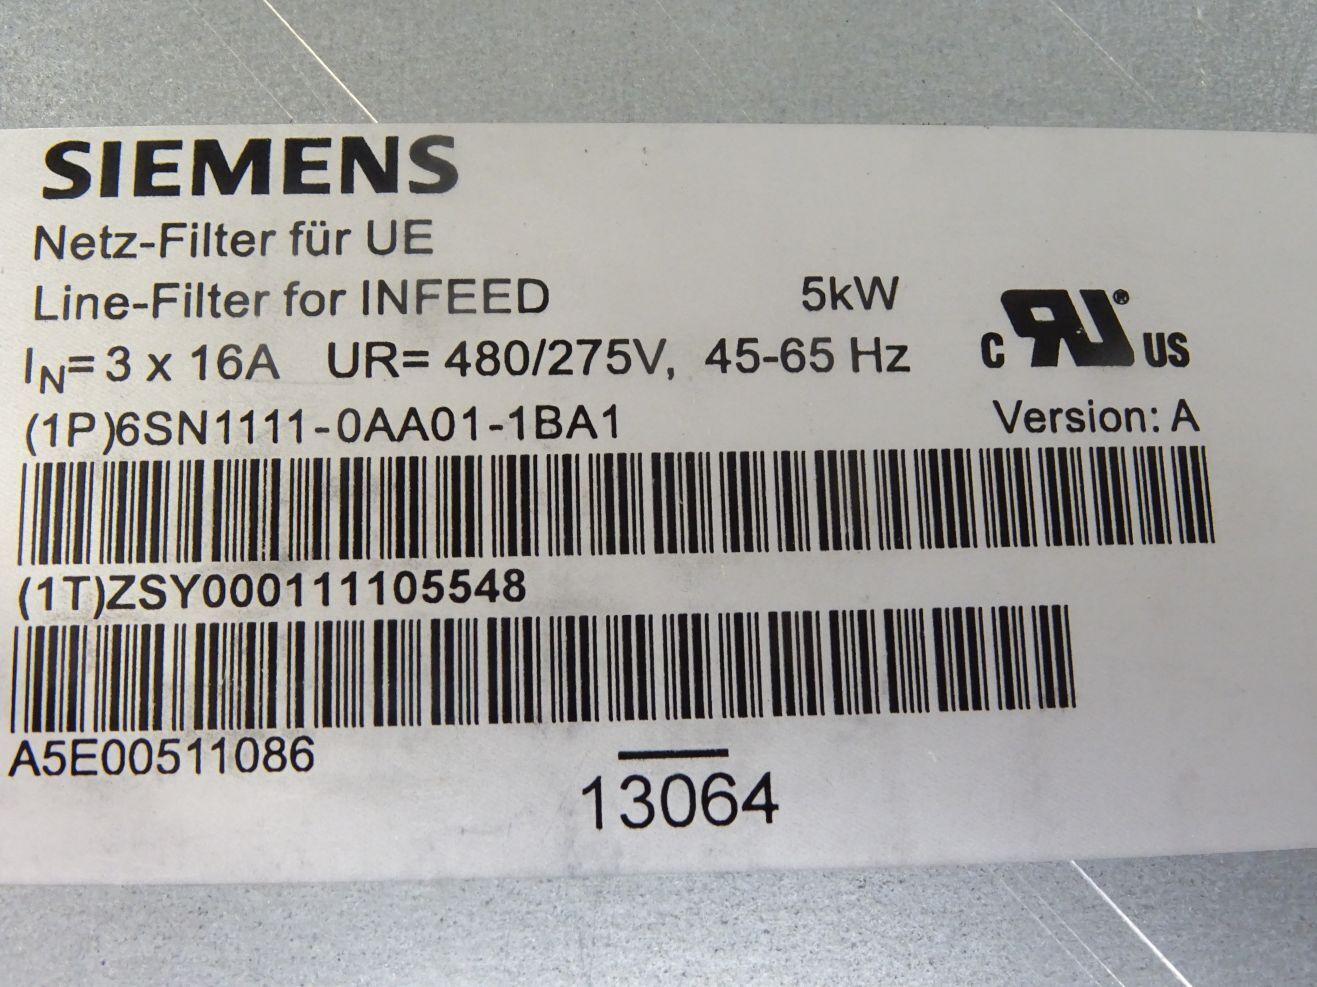 SIEMENS
Netz-Filter für UE
Line-Filter for INFEED 5kW
IN= 3 x 16A UR= 480/275V, 45-65 Hz
C RU® US
(1P)6SN1111-0AA01-1BA1 Version: A
(1T)ZSY000111105548
A5E00511086
13064